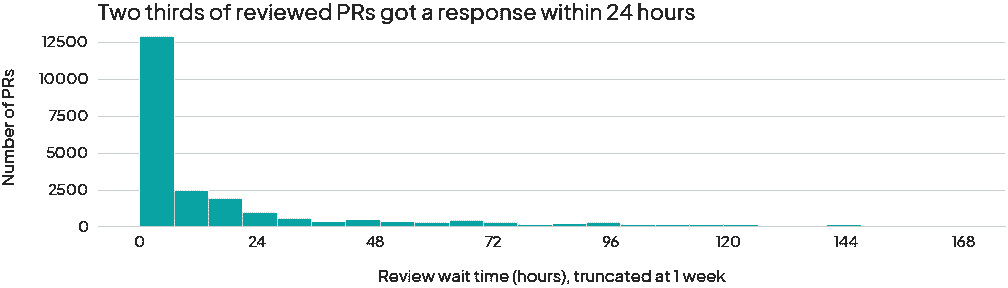 Two thirds of reviewed PRs got a response within 24 hours
12500
10000
7500
5000
2500
0
Number of PRs
0 24 48 72 96 120 144 168
Review wait time (hours), truncated at 1 week